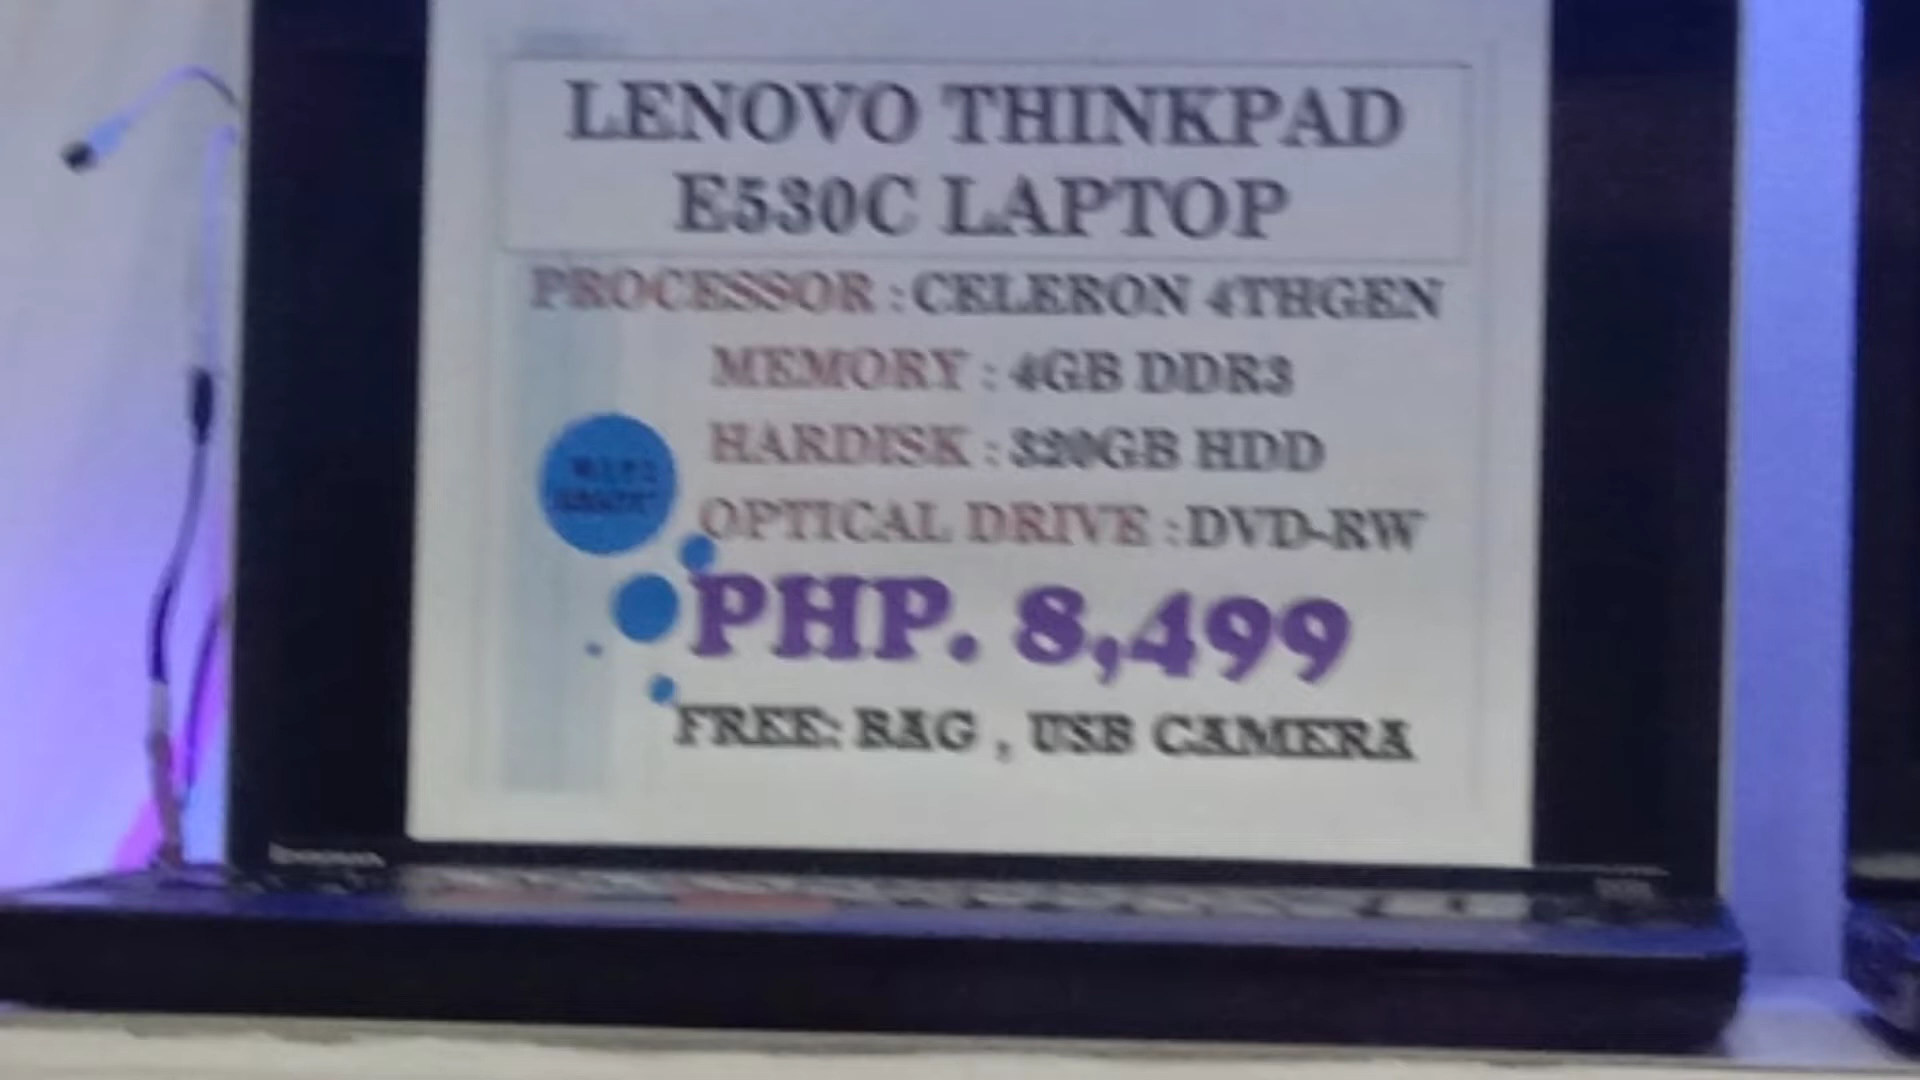 LENOVO THINKPAD
E530C LAPTOP
PROCESSOR : CELERON 4THGEN
MEMORY : 4GB DDR3
HARDISK : 320GB HDD
OPTICAL DRIVE : DVD-RW
PHP. 8,499
FREE: BAG , USB CAMERA
lenovo